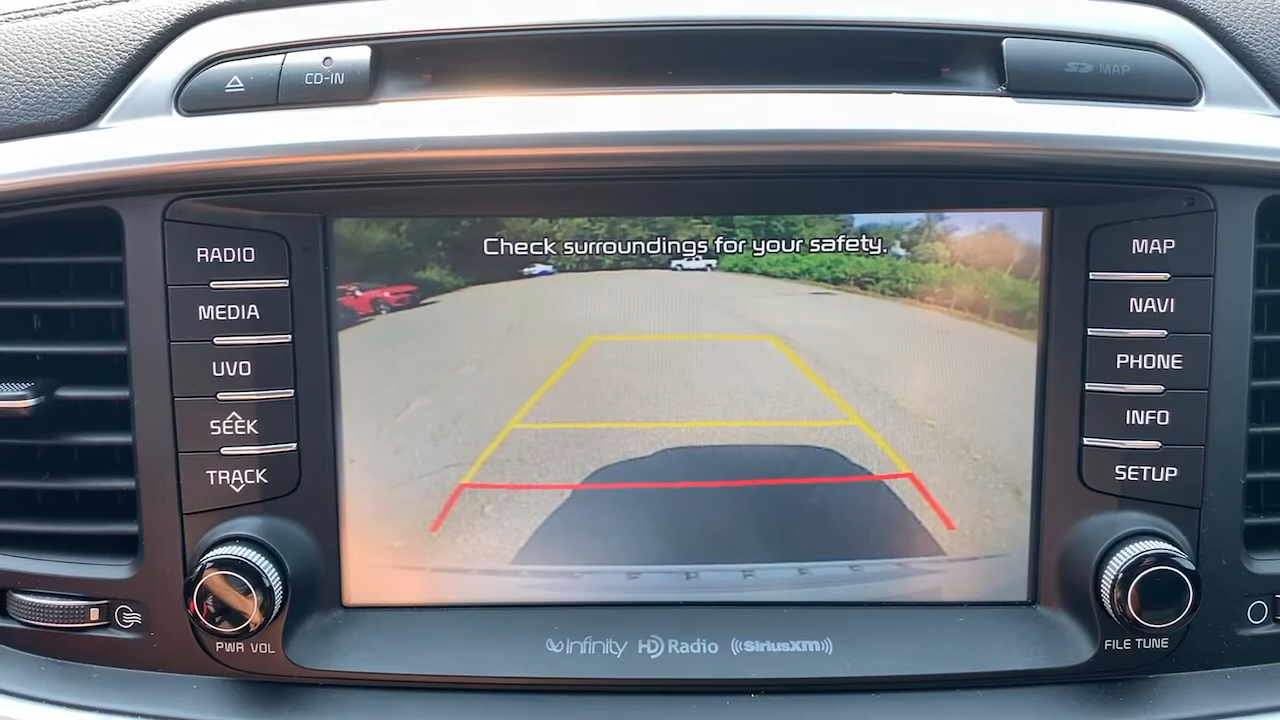 CD-IN
SD MAP
Check surroundings for your safety.
RADIO
MEDIA
UVO
SEEK
TRACK
PWR VOL
MAP
NAVI
PHONE
INFO
SETUP
FILE TUNE
Infinity HD Radio ((SiriusXM))